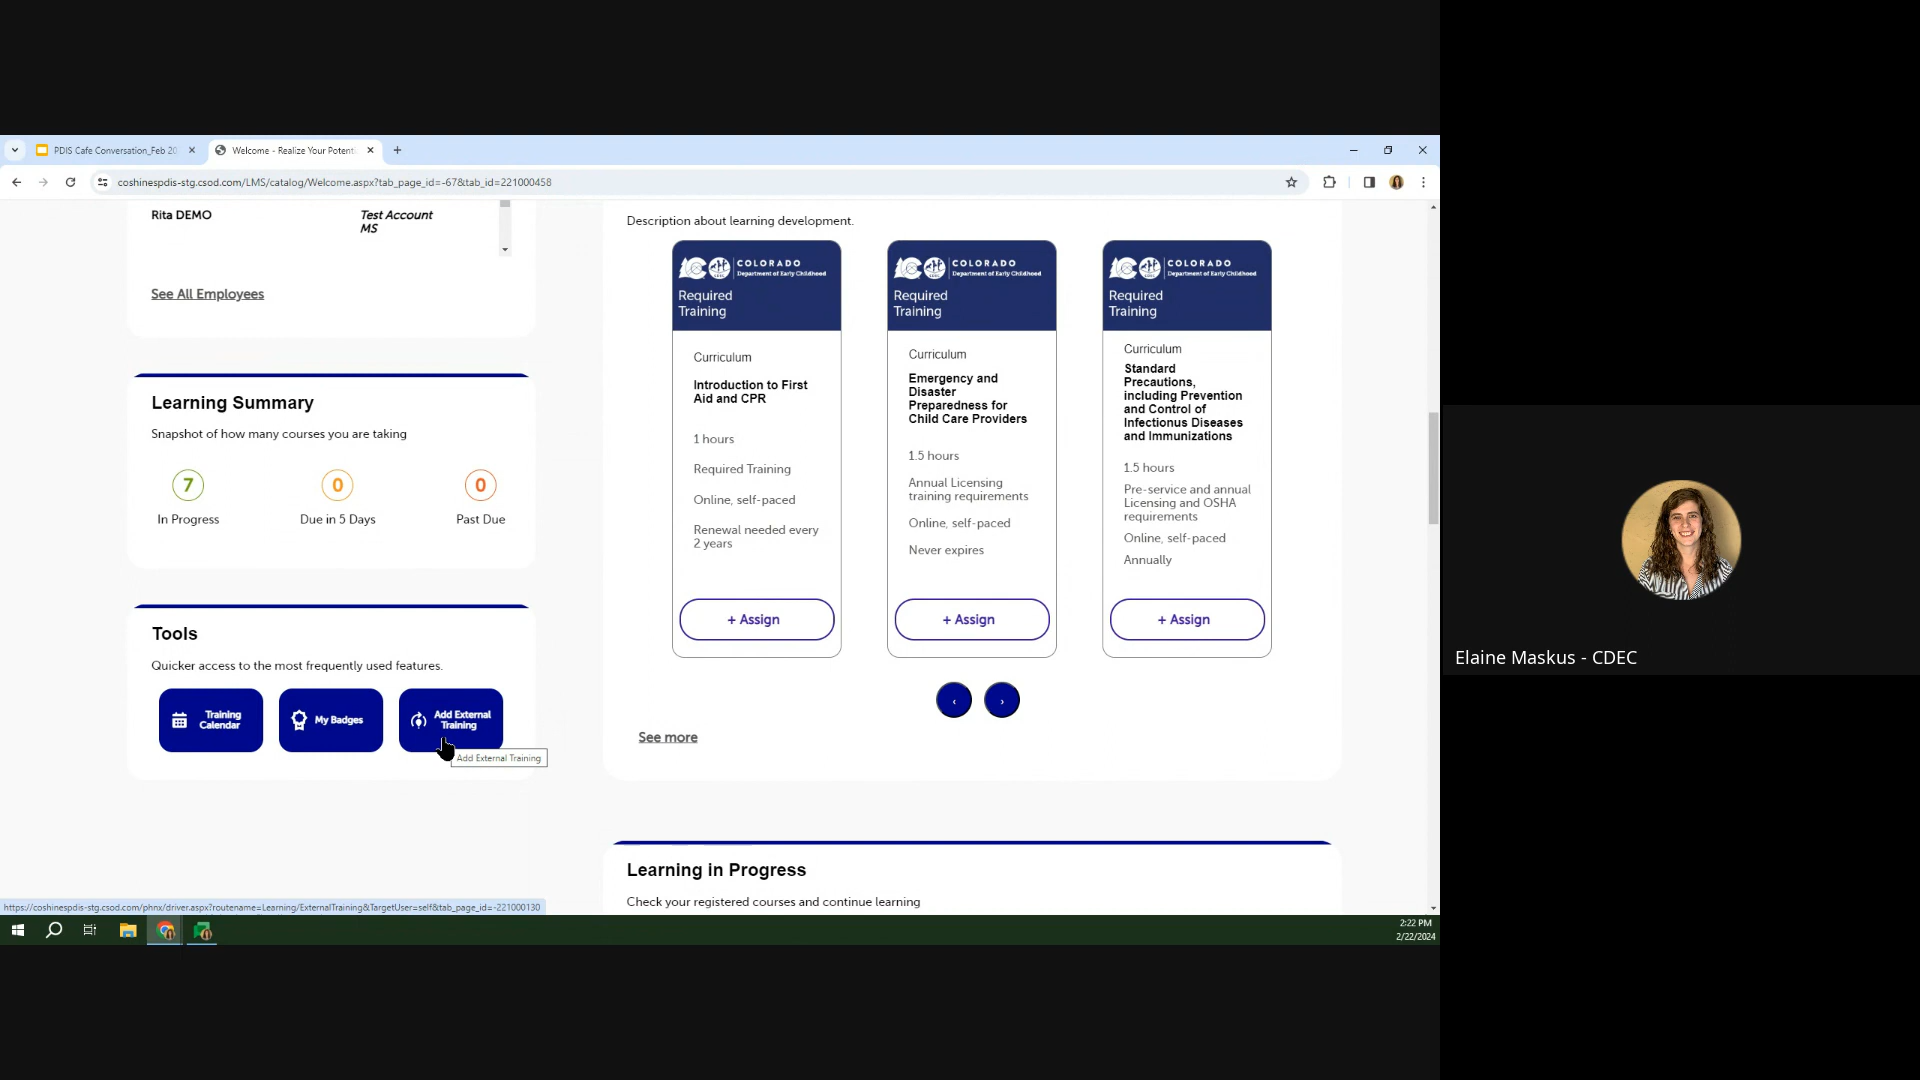 PDIS Cafe Conversation_Feb 20
Welcome - Realize Your Potent
coshinespdis-stg.csod.com/LMS/catalog/Welcome.aspx?tab_page_id=-67&tab_id=221000458
Rita DEMO
Test Account
MS
See All Employees
Learning Summary
Snapshot of how many courses you are taking
7
0
0
In Progress
Due in 5 Days
Past Due
Tools
Quicker access to the most frequently used features.
Training
Calendar
My Badges
Add External
Training
Add External Training
Description about learning development.
COLORADO
Department of Early Childhood
Required
Training
Curriculum
Introduction to First
Aid and CPR
1 hours
Required Training
Online, self-paced
Renewal needed every
2 years
+ Assign
COLORADO
Department of Early Childhood
Required
Training
Curriculum
Emergency and
Disaster
Preparedness for
Child Care Providers
1.5 hours
Annual Licensing
training requirements
Online, self-paced
Never expires
+ Assign
COLORADO
Department of Early Childhood
Required
Training
Curriculum
Standard
Precautions,
including Prevention
and Control of
Infectionus Diseases
and Immunizations
1.5 hours
Pre-service and annual
Licensing and OSHA
requirements
Online, self-paced
Annually
+ Assign
‹
›
See more
Learning in Progress
Check your registered courses and continue learning
https://coshinespdis-stg.csod.com/phnx/driver.aspx?routename=Learning/ExternalTraining&TargetUser=self&tab_page_id=-221000130
2:22 PM
2/22/2024
Elaine Maskus - CDEC